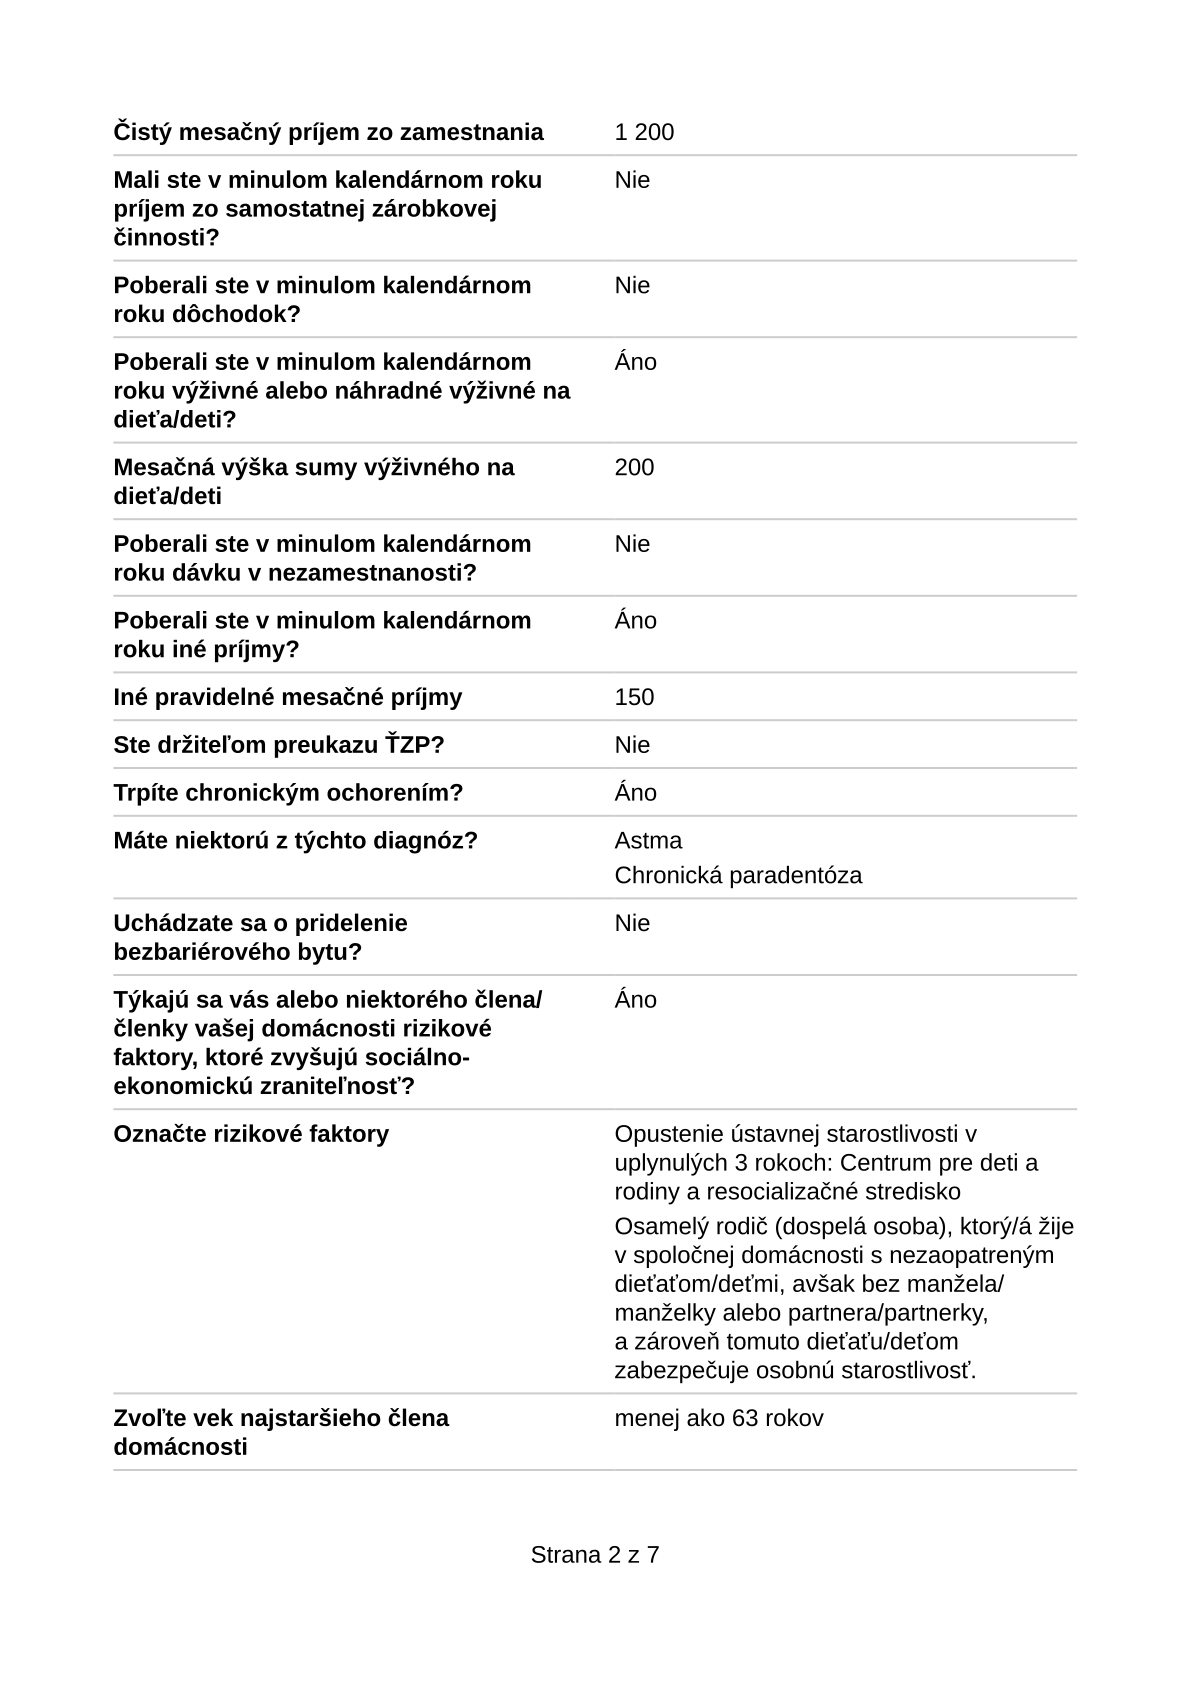 Čistý mesačný príjem zo zamestnania 1 200
Mali ste v minulom kalendárnom roku Nie
príjem zo samostatnej zárobkovej
činnosti?
Poberali ste v minulom kalendárnom Nie
roku dôchodok?
Poberali ste v minulom kalendárnom Áno
roku výživné alebo náhradné výživné na
dieťa/deti?
Mesačná výška sumy výživného na 200
dieťa/deti
Poberali ste v minulom kalendárnom Nie
roku dávku v nezamestnanosti?
Poberali ste v minulom kalendárnom Áno
roku iné príjmy?
Iné pravidelné mesačné príjmy 150
Ste držiteľom preukazu ŤZP? Nie
Trpíte chronickým ochorením? Áno
Máte niektorú z týchto diagnóz? Astma
Chronická paradentóza
Uchádzate sa o pridelenie Nie
bezbariérového bytu?
Týkajú sa vás alebo niektorého člena/ Áno
členky vašej domácnosti rizikové
faktory, ktoré zvyšujú sociálno-
ekonomickú zraniteľnosť?
Označte rizikové faktory Opustenie ústavnej starostlivosti v
uplynulých 3 rokoch: Centrum pre deti a
rodiny a resocializačné stredisko
Osamelý rodič (dospelá osoba), ktorý/á žije
v spoločnej domácnosti s nezaopatreným
dieťaťom/deťmi, avšak bez manžela/
manželky alebo partnera/partnerky,
a zároveň tomuto dieťaťu/deťom
zabezpečuje osobnú starostlivosť.
Zvoľte vek najstaršieho člena menej ako 63 rokov
domácnosti
Strana 2 z 7